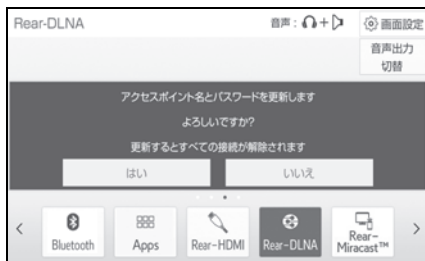 Rear-DLNA
音声 :
画面設定
音声出力
切替
アクセスポイント名とパスワードを更新します
よろしいですか?
更新するとすべての接続が解除されます
はい
いいえ
Bluetooth
Apps
Rear-HDMI
Rear-DLNA
Rear-
Miracast™